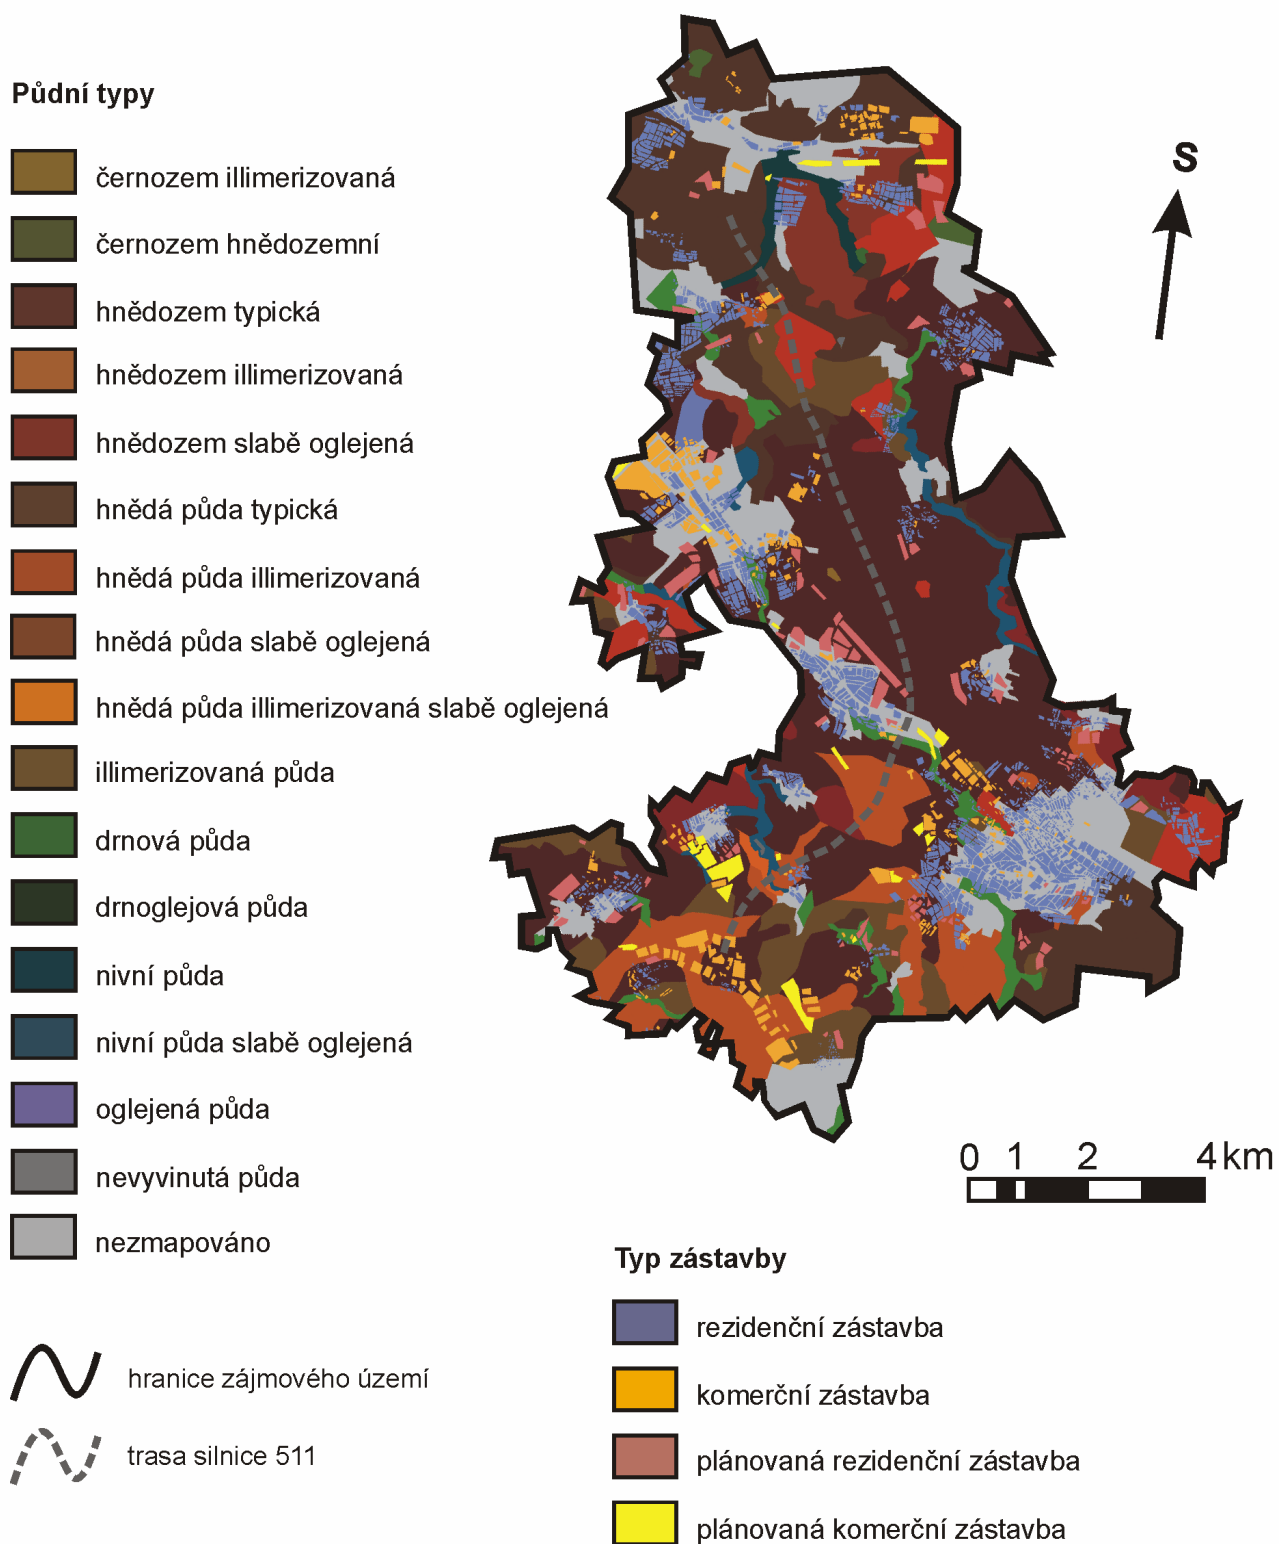 Půdní typy
černozem illimerizovaná
černozem hnědozemní
hnědozem typická
hnědozem illimerizovaná
hnědozem slabě oglejená
hnědá půda typická
hnědá půda illimerizovaná
hnědá půda slabě oglejená
hnědá půda illimerizovaná slabě oglejená
illimerizovaná půda
drnová půda
drnoglejová půda
nivní půda
nivní půda slabě oglejená
oglejená půda
nevyvinutá půda
nezmapováno
hranice zájmového území
trasa silnice 511
S
0 1 2 4 km
Typ zástavby
rezidenční zástavba
komerční zástavba
plánovaná rezidenční zástavba
plánovaná komerční zástavba